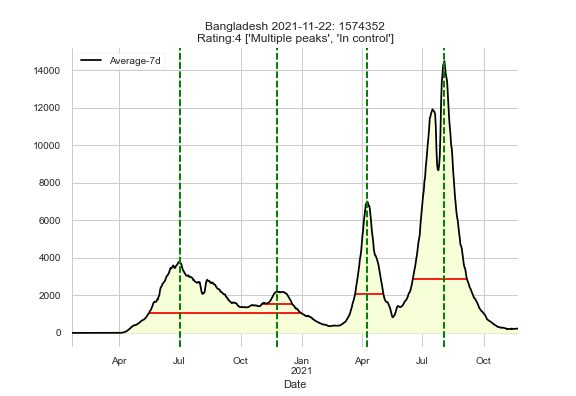 Bangladesh 2021-11-22: 1574352
Rating:4 ['Multiple peaks', 'In control']
Average-7d
14000
12000
10000
8000
6000
4000
2000
0
Apr Jul Oct Jan Apr Jul Oct
2021
Date